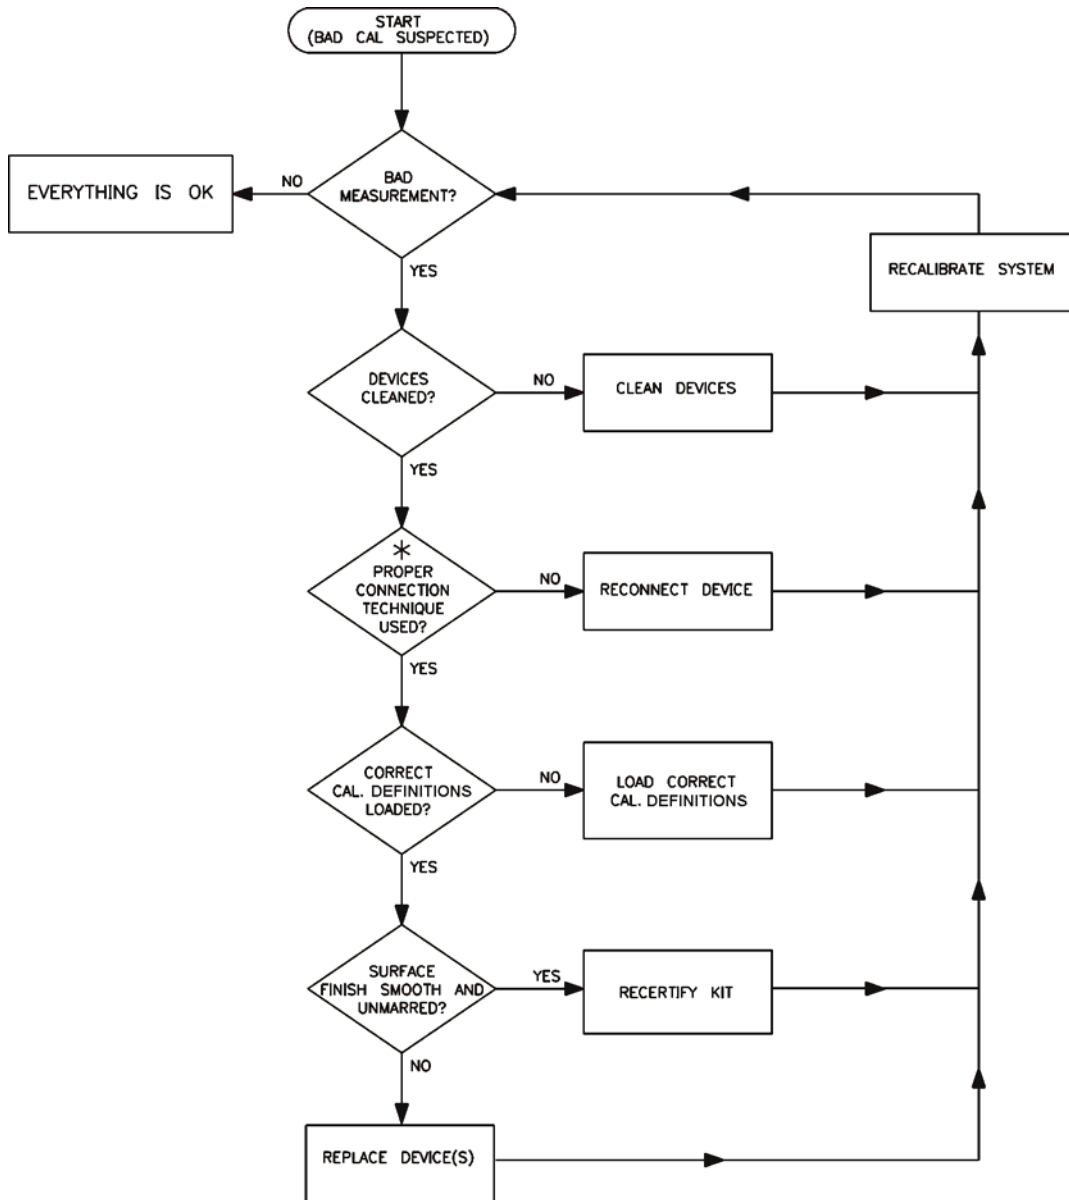 START
(BAD CAL SUSPECTED)
BAD
MEASUREMENT?
NO
EVERYTHING IS OK
YES
RECALIBRATE SYSTEM
DEVICES
CLEANED?
NO
CLEAN DEVICES
YES
*
PROPER
CONNECTION
TECHNIQUE
USED?
NO
RECONNECT DEVICE
YES
CORRECT
CAL. DEFINITIONS
LOADED?
NO
LOAD CORRECT
CAL. DEFINITIONS
YES
SURFACE
FINISH SMOOTH AND
UNMARRED?
YES
RECERTIFY KIT
NO
REPLACE DEVICE(S)